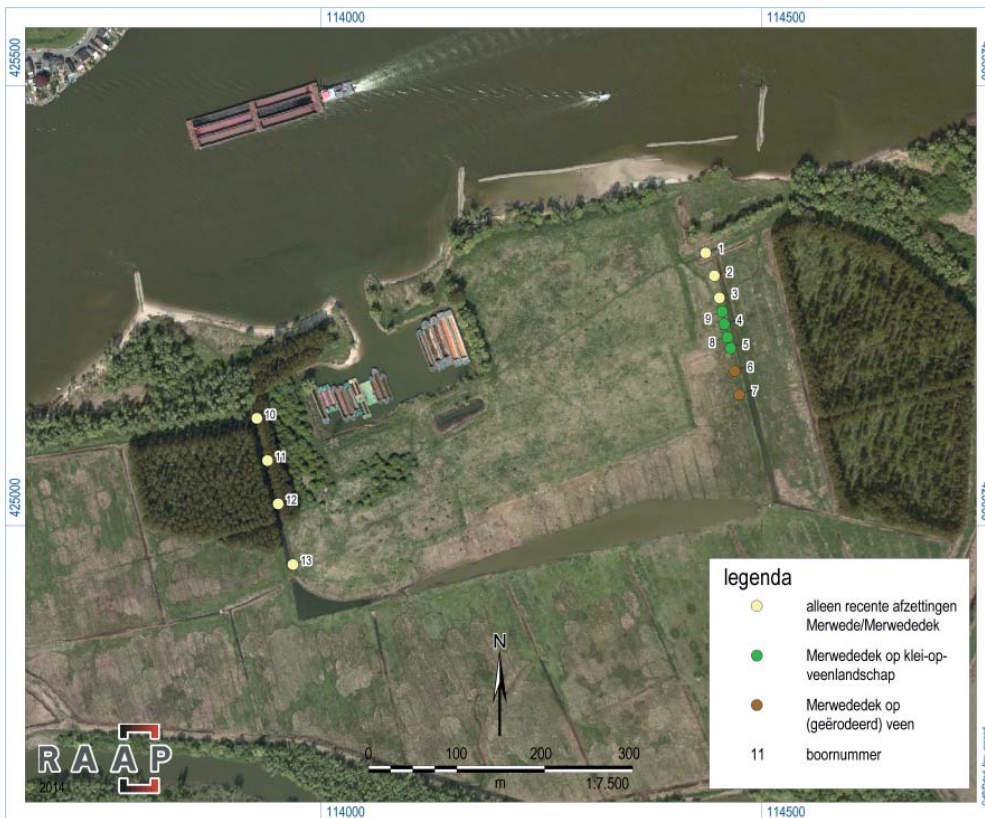 114000
114500
425500
1
2
3
9
4
8
5
6
7
10
11
425000
12
13
legenda
alleen recente afzettingen
Merwede/Merwededek
Merwededek op klei-op-
veenlandschap
Merwededek op
(geërodeerd) veen
11 boornummer
N
0 100 200 300
m 1:7.500
RAAP
2014
114000
114500